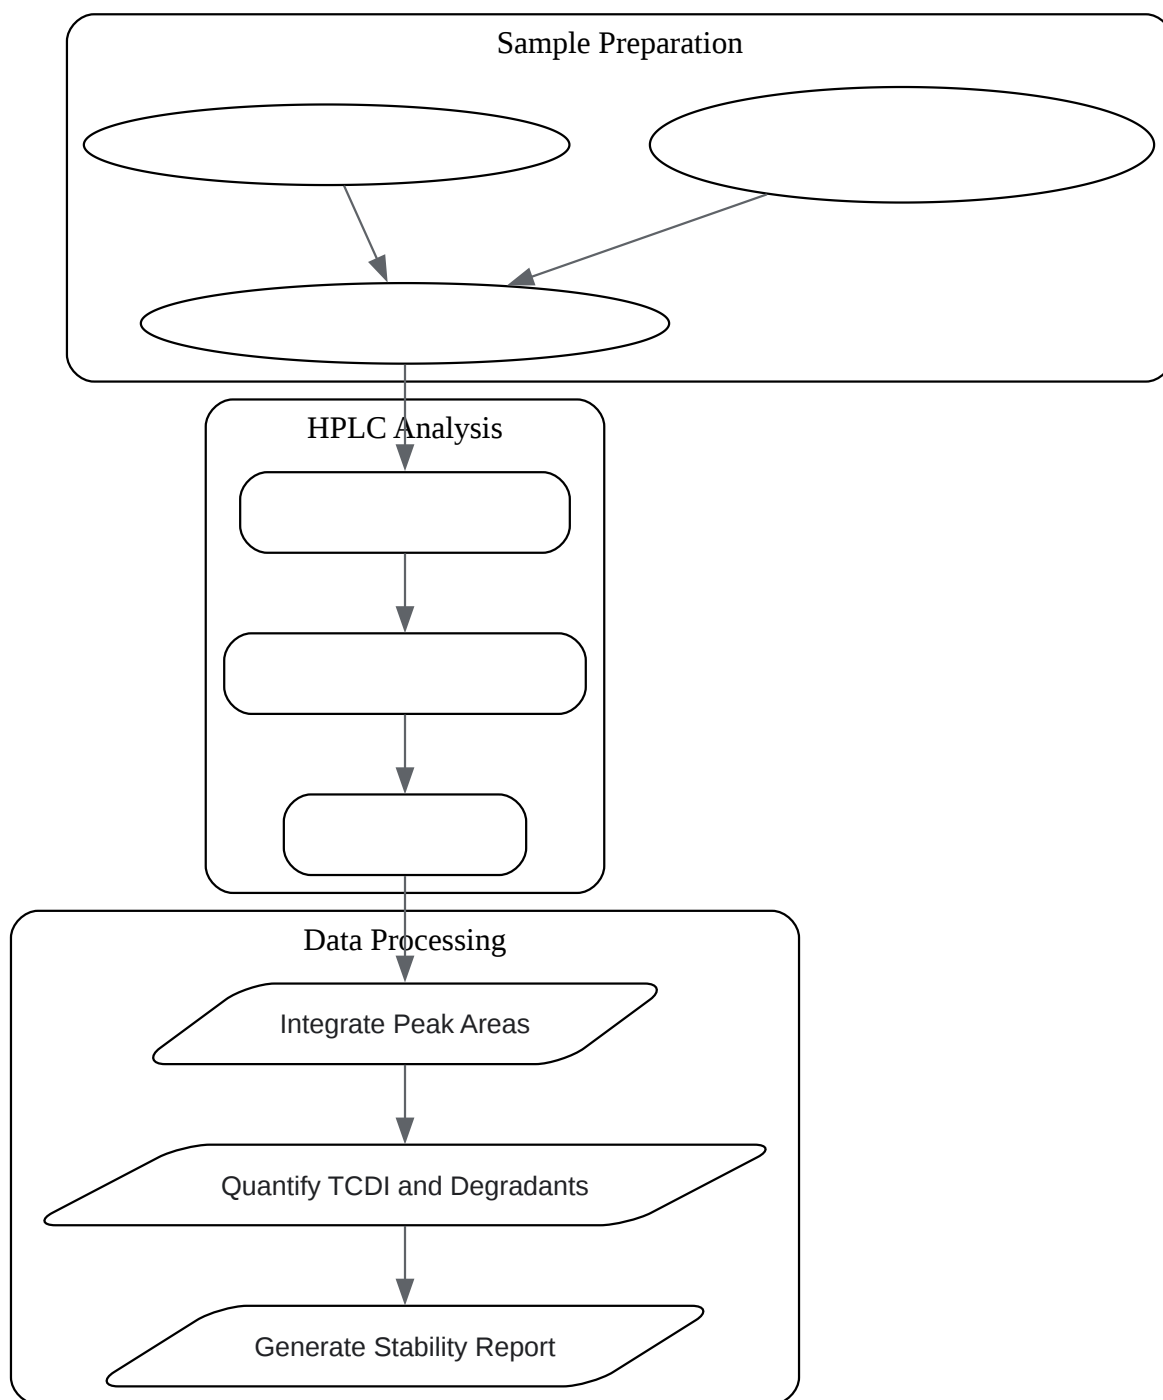 Sample Preparation
HPLC Analysis
Data Processing
Integrate Peak Areas
Quantify TCDI and Degradants
Generate Stability Report